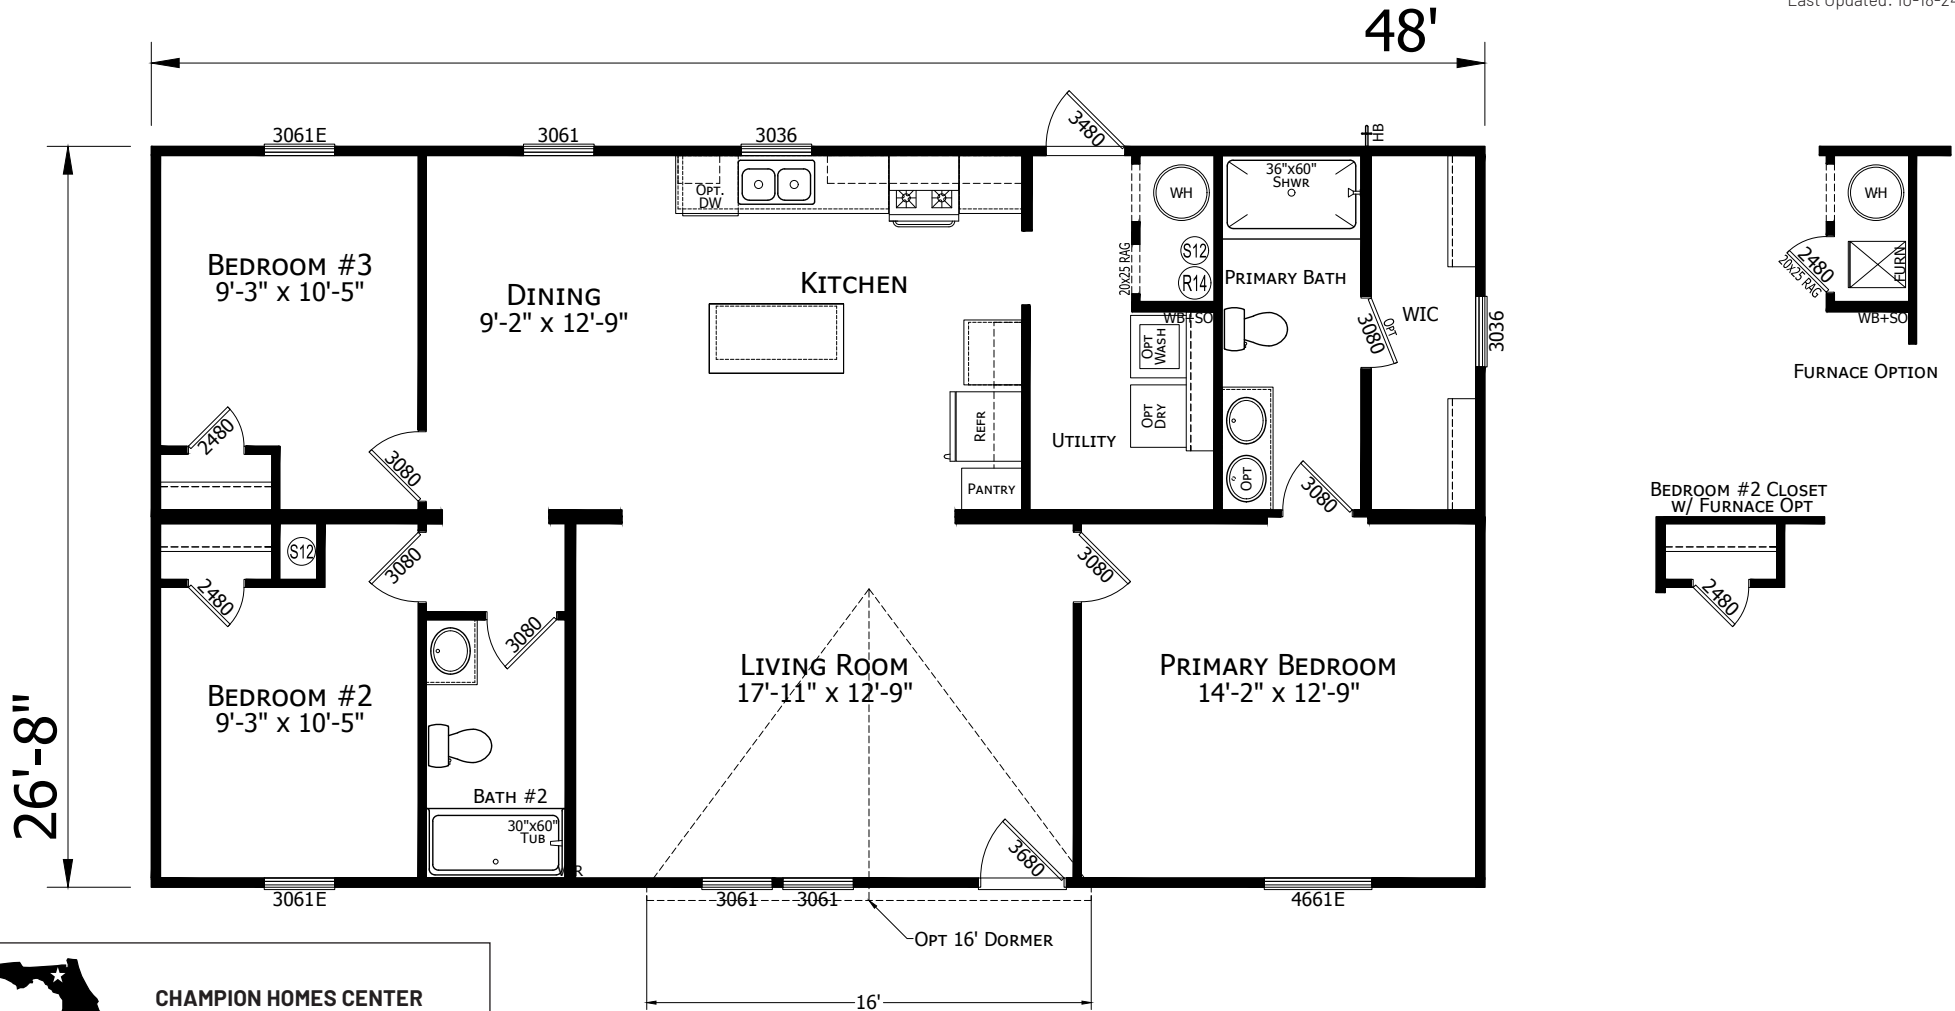 Last Updated: 10-18-24
48'
26'-8"
3061E
3061
3036
3480
HB
Bedroom #3
9'-3" x 10'-5"
Dining
9'-2" x 12'-9"
Kitchen
Opt.
DW
Refr
Pantry
20x25 RAG
WH
S12
R14
WB+SO
Opt
Wash
Opt
Dry
Utility
36"x60"
Shwr
Primary Bath
Opt
3080
Opt
3080
WIC
3036
2480
3080
S12
2480
3080
3080
3080
Bedroom #2
9'-3" x 10'-5"
Bath #2
30"x60"
Tub
Living Room
17'-11" x 12'-9"
3680
Primary Bedroom
14'-2" x 12'-9"
3061E
3061
3061
4661E
Opt 16' Dormer
16'
WH
2480
20x25 RAG
FURN
WB+SO
Furnace Option
Bedroom #2 Closet
w/ Furnace Opt
2480
CHAMPION HOMES CENTER